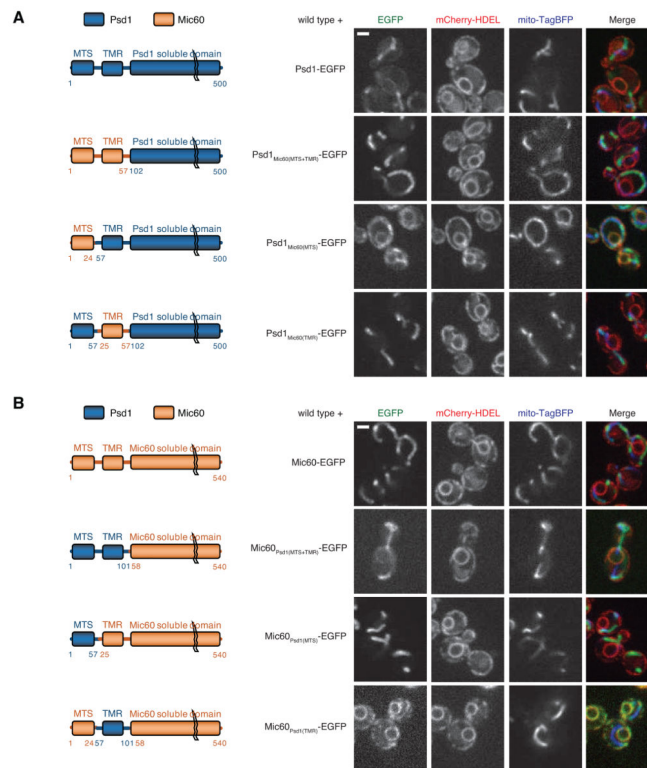 A
Psd1 Mic60
wild type + EGFP mCherry-HDEL mito-TagBFP Merge
MTS TMR Psd1 soluble domain
1 500
Psd1-EGFP
MTS TMR Psd1 soluble domain
1 57 102 500
Psd1Mic60(MTS+TMR)-EGFP
MTS TMR Psd1 soluble domain
1 24 57 500
Psd1Mic60(MTS)-EGFP
MTS TMR Psd1 soluble domain
1 57 25 57 102 500
Psd1Mic60(TMR)-EGFP
B
Psd1 Mic60
wild type + EGFP mCherry-HDEL mito-TagBFP Merge
MTS TMR Mic60 soluble domain
1 540
Mic60-EGFP
MTS TMR Mic60 soluble domain
1 101 58 540
Mic60Psd1(MTS+TMR)-EGFP
MTS TMR Mic60 soluble domain
1 57 25 540
Mic60Psd1(MTS)-EGFP
MTS TMR Mic60 soluble domain
1 24 57 101 58 540
Mic60Psd1(TMR)-EGFP